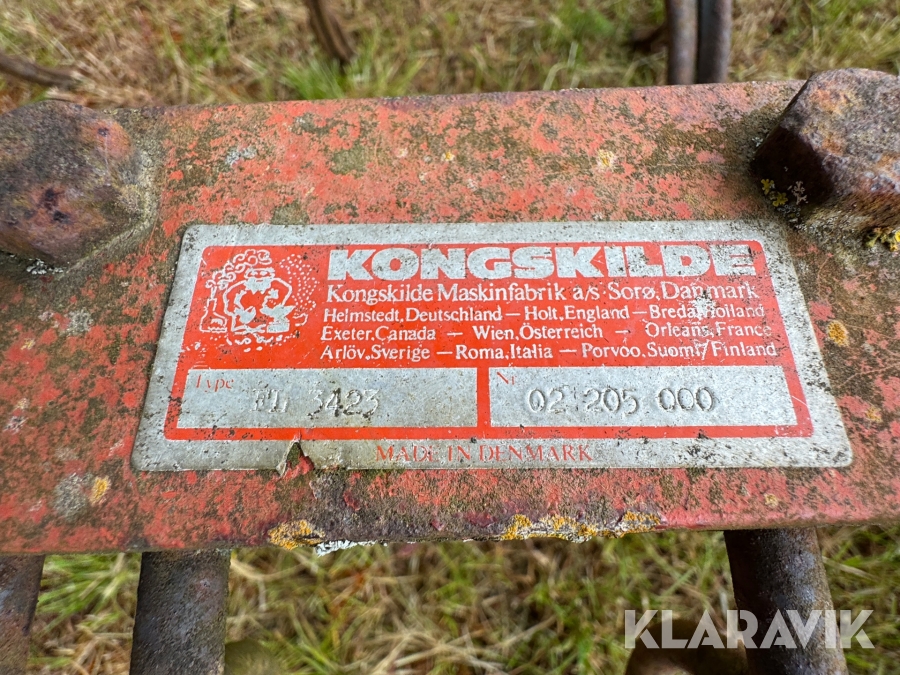 KONGSKILDE
Kongskilde Maskinfabrik a/s · Sorø, Danmark
Helmstedt, Deutschland – Holt, England – Breda, Holland
Exeter, Canada – Wien, Österreich – Orleans, France
Arlöv, Sverige – Roma, Italia – Porvoo, Suomi/Finland
Type 3423
Nr 02 205 000
MADE IN DENMARK
KLARAVIK